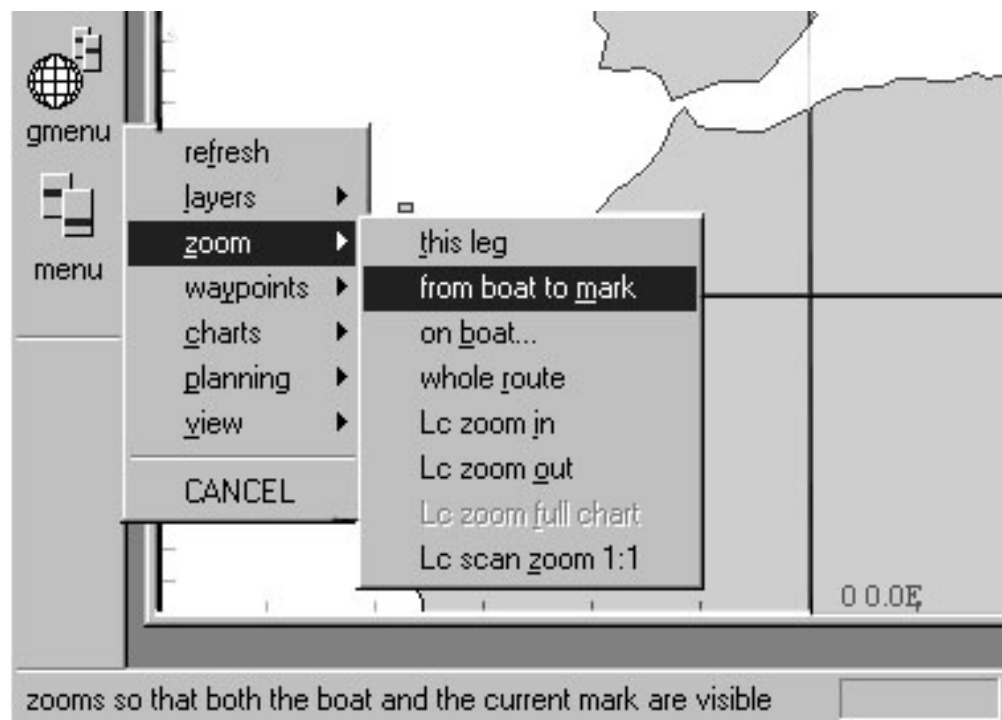 gmenu
menu
refresh
layers
zoom
waypoints
charts
planning
view
CANCEL
this leg
from boat to mark
on boat...
whole route
Lc zoom in
Lc zoom out
Lc zoom full chart
Lc scan zoom 1:1
0 0.0E
zooms so that both the boat and the current mark are visible